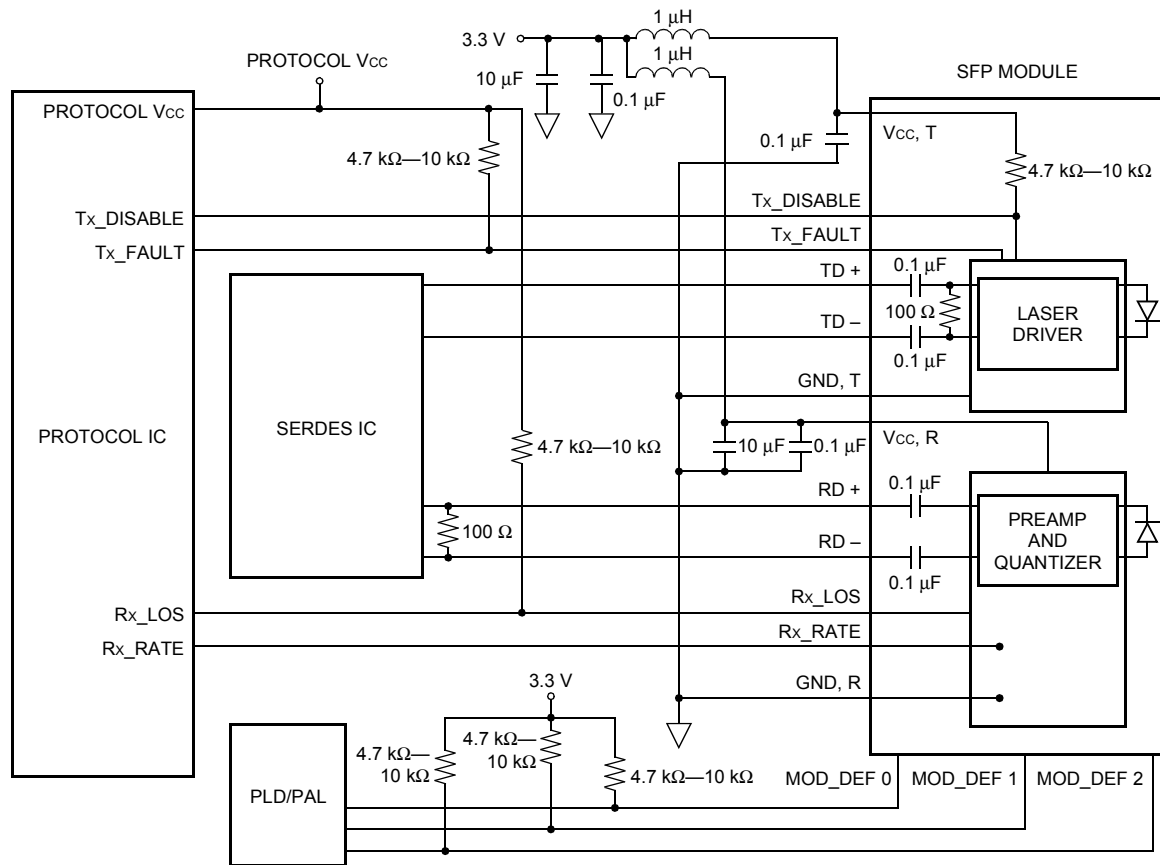 1 μH
3.3 V
1 μH
PROTOCOL VCC
10 μF
0.1 μF
SFP MODULE
PROTOCOL VCC
0.1 μF
VCC, T
4.7 kΩ—10 kΩ
4.7 kΩ—10 kΩ
TX_DISABLE
TX_DISABLE
TX_FAULT
TX_FAULT
TD +
0.1 μF
100 Ω
LASER
DRIVER
TD –
0.1 μF
GND, T
PROTOCOL IC
SERDES IC
4.7 kΩ—10 kΩ
10 μF
0.1 μF
VCC, R
RD +
0.1 μF
100 Ω
PREAMP
AND
QUANTIZER
RD –
0.1 μF
RX_LOS
RX_LOS
RX_RATE
RX_RATE
3.3 V
GND, R
4.7 kΩ—
10 kΩ
4.7 kΩ—
10 kΩ
4.7 kΩ—10 kΩ
MOD_DEF 0
MOD_DEF 1
MOD_DEF 2
PLD/PAL